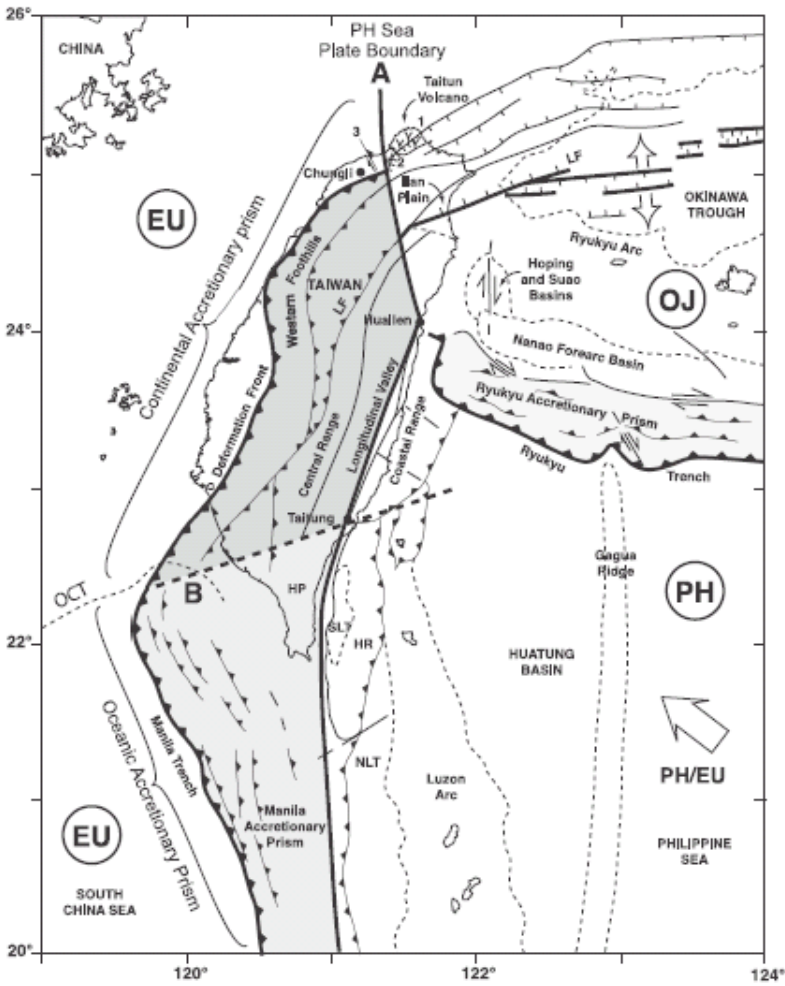 26°
CHINA
PH Sea
Plate Boundary
A
Taitun
Volcano
1
3
2
Chungli
Plain
LF
OKINAWA
TROUGH
EU
Continental Accretionary prism
Western Foothills
TAIWAN
LF
Ryukyu Arc
Hoping
and Suao
Basins
OJ
24°
Nanao Forearc Basin
Deformation Front
Longitudinal Valley
Central Range
Coastal Range
Ryukyu Accretionary Prism
Ryukyu
Trench
3
Taitung
OCT
B
HP
Gagua
Ridge
PH
22°
SLT
HR
HUATUNG
BASIN
Oceanic Accretionary Prism
Manila Trench
NLT
PH/EU
Luzon
Arc
Manila
Accretionary
Prism
EU
PHILIPPINE
SEA
SOUTH
CHINA SEA
20°
120°
122°
124°